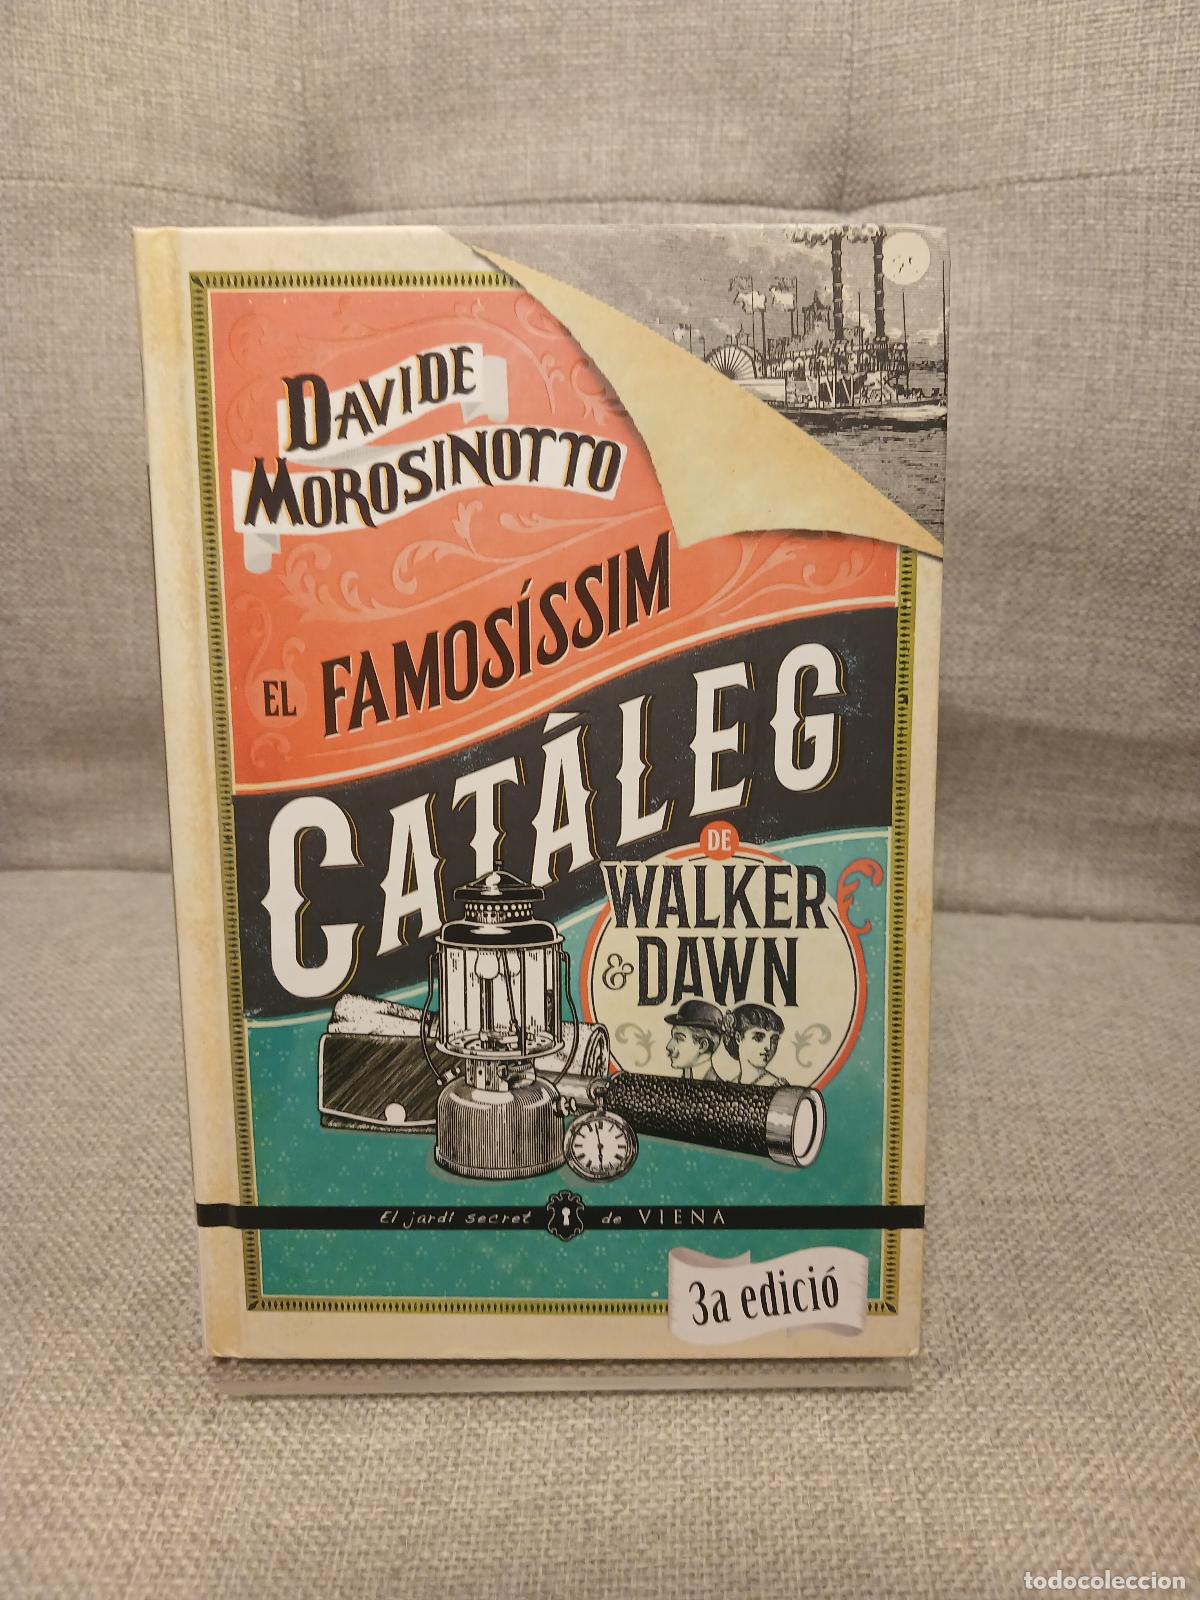 DAVIDE
MOROSINOTTO
EL FAMOSÍSSIM
CATÀLEG
DE
WALKER
& DAWN
El jardí secret de VIENA
3a edició
todocoleccion